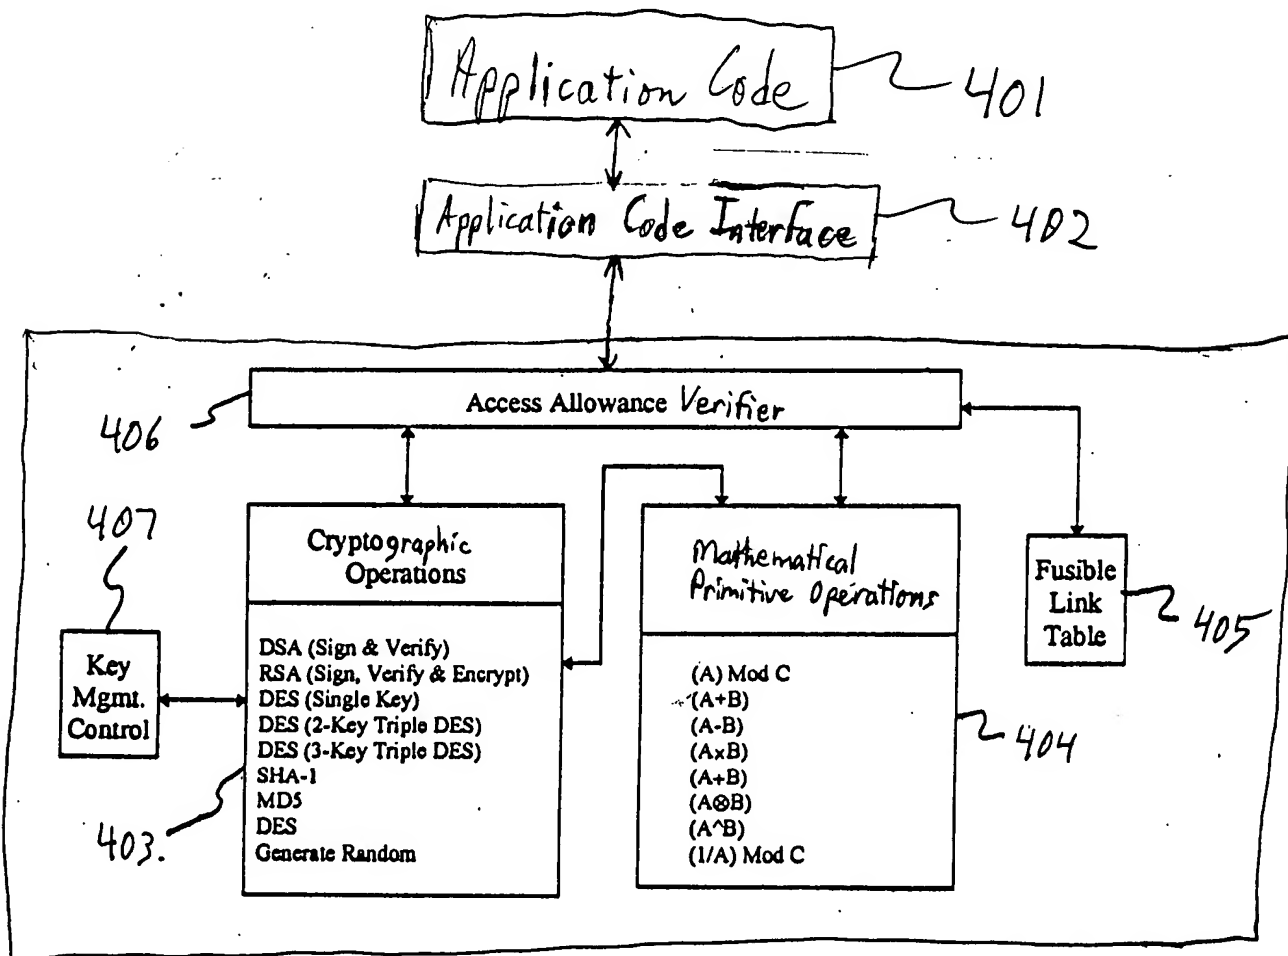 Application Code
401
Application Code Interface
402
Access Allowance Verifier
406
407
Cryptographic
Operations
Mathematical
Primitive Operations
Fusible
Link
Table
405
Key
Mgmt.
Control
DSA (Sign & Verify)
RSA (Sign, Verify & Encrypt)
DES (Single Key)
DES (2-Key Triple DES)
DES (3-Key Triple DES)
SHA-1
MD5
DES
Generate Random
403.
(A) Mod C
(A+B)
(A-B)
(AxB)
(A+B)
(A⊗B)
(A^B)
(1/A) Mod C
404